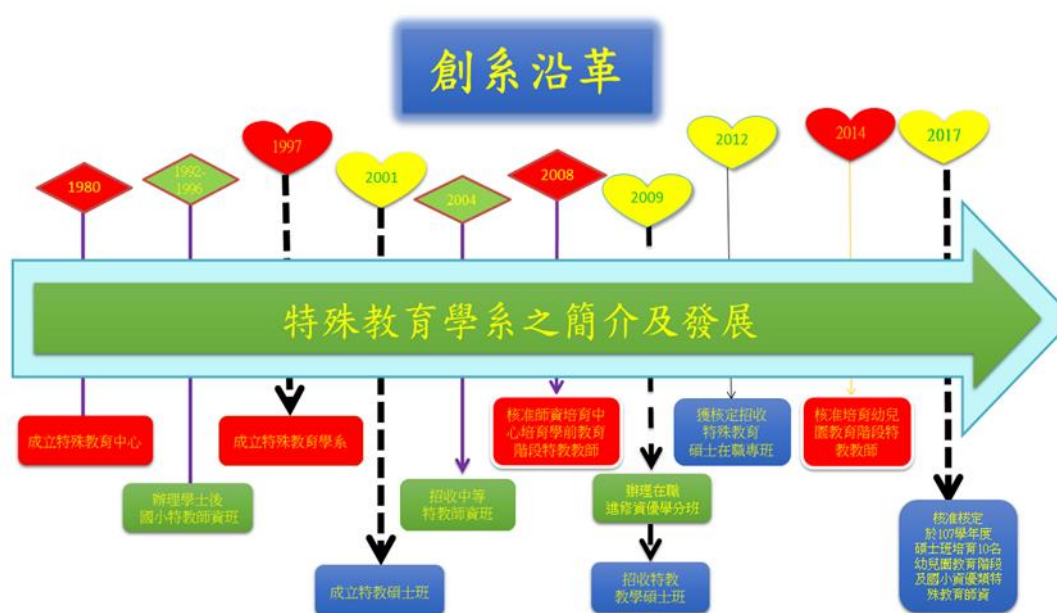 創系沿革
1980
1992-
1996
1997
2001
2004
2008
2009
2012
2014
2017
特殊教育學系之簡介及發展
成立特殊教育中心
辦理學士後
國小特教師資班
成立特殊教育學系
成立特教碩士班
招收中等
特教師資班
核准師資培育中
心培育學前教育
階段特教教師
辦理在職
進修資優學分班
招收特教
教學碩士班
獲核定招收
特殊教育
碩士在職專班
核准培育幼兒
園教育階段特
教教師
核准核定
於107學年度
碩士班培育10名
幼兒園教育階段
及國小資優類特
殊教育師資